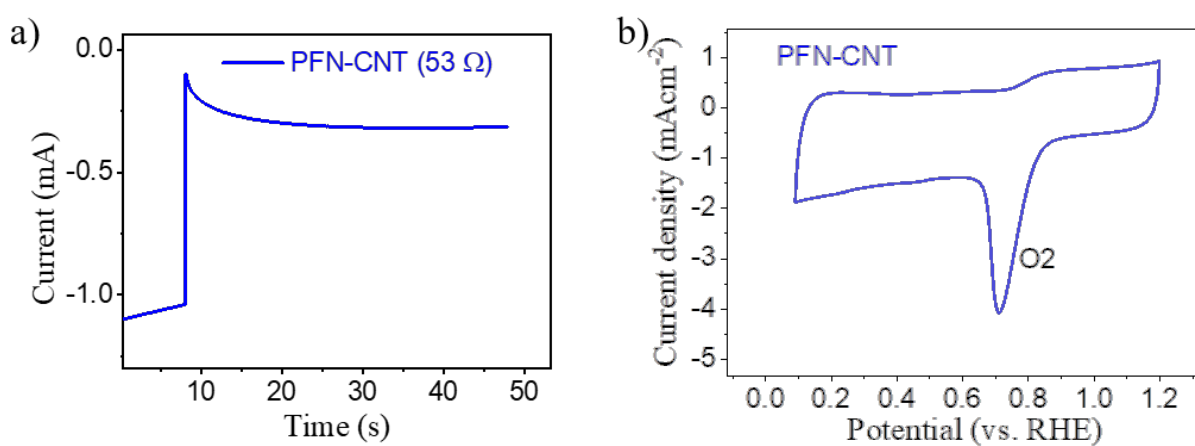 a)
0.0
-0.5
-1.0
Current (mA)
PFN-CNT (53 Ω)
10 20 30 40 50
Time (s)
b)
1
0
-1
-2
-3
-4
-5
Current density (mAcm-2)
PFN-CNT
O2
0.0 0.2 0.4 0.6 0.8 1.0 1.2
Potential (vs. RHE)